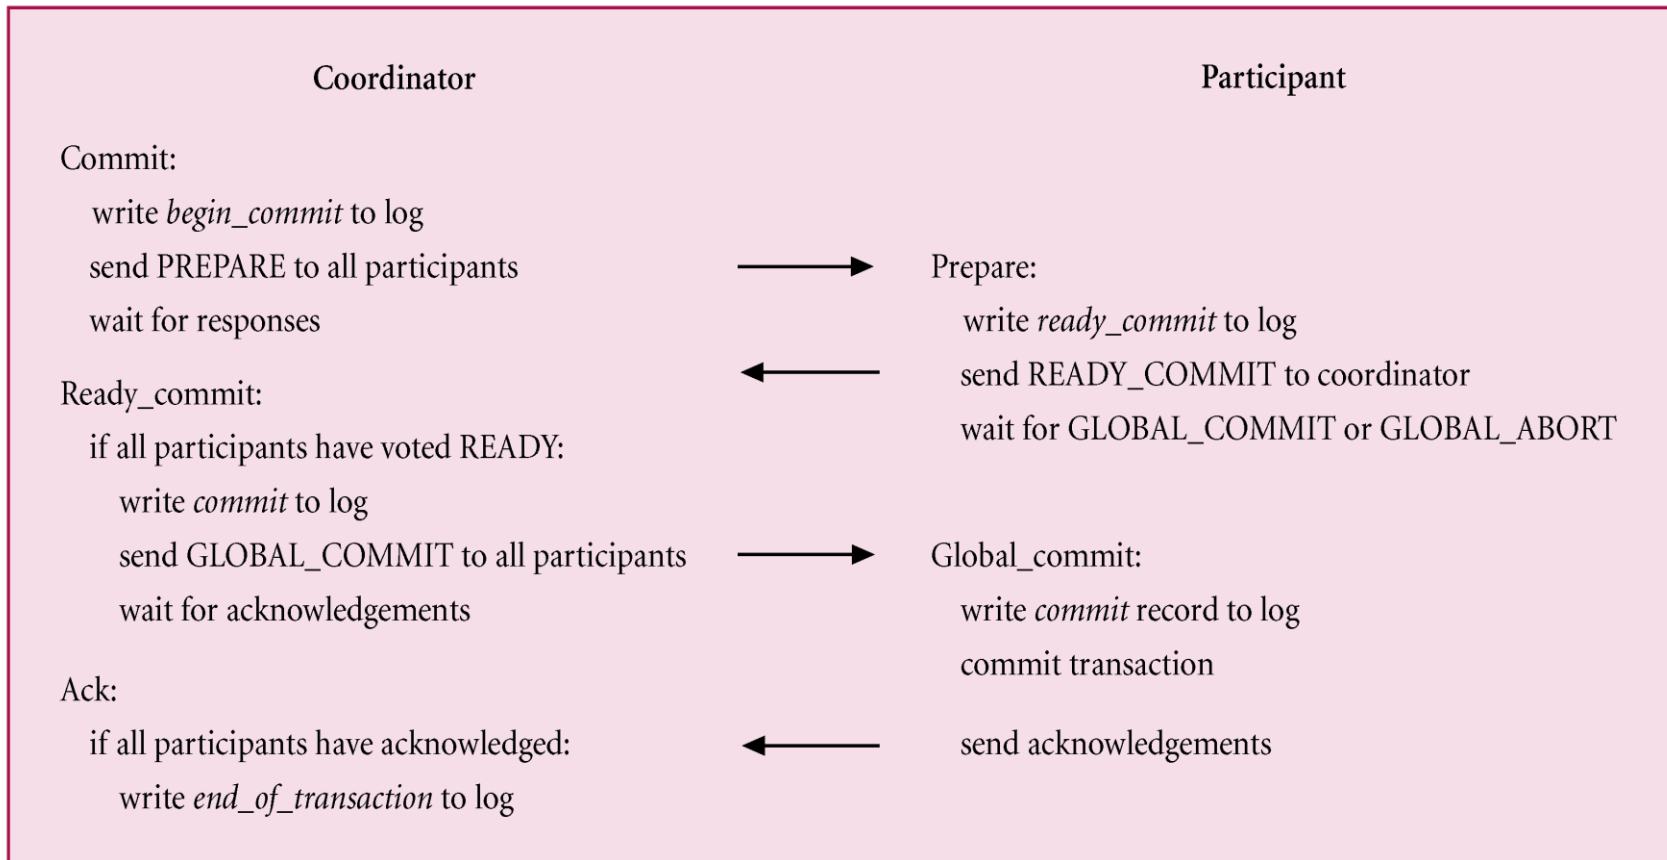 Coordinator
Participant
Commit:
write begin_commit to log
send PREPARE to all participants
wait for responses
Prepare:
write ready_commit to log
send READY_COMMIT to coordinator
wait for GLOBAL_COMMIT or GLOBAL_ABORT
Ready_commit:
if all participants have voted READY:
write commit to log
send GLOBAL_COMMIT to all participants
wait for acknowledgements
Global_commit:
write commit record to log
commit transaction
send acknowledgements
Ack:
if all participants have acknowledged:
write end_of_transaction to log